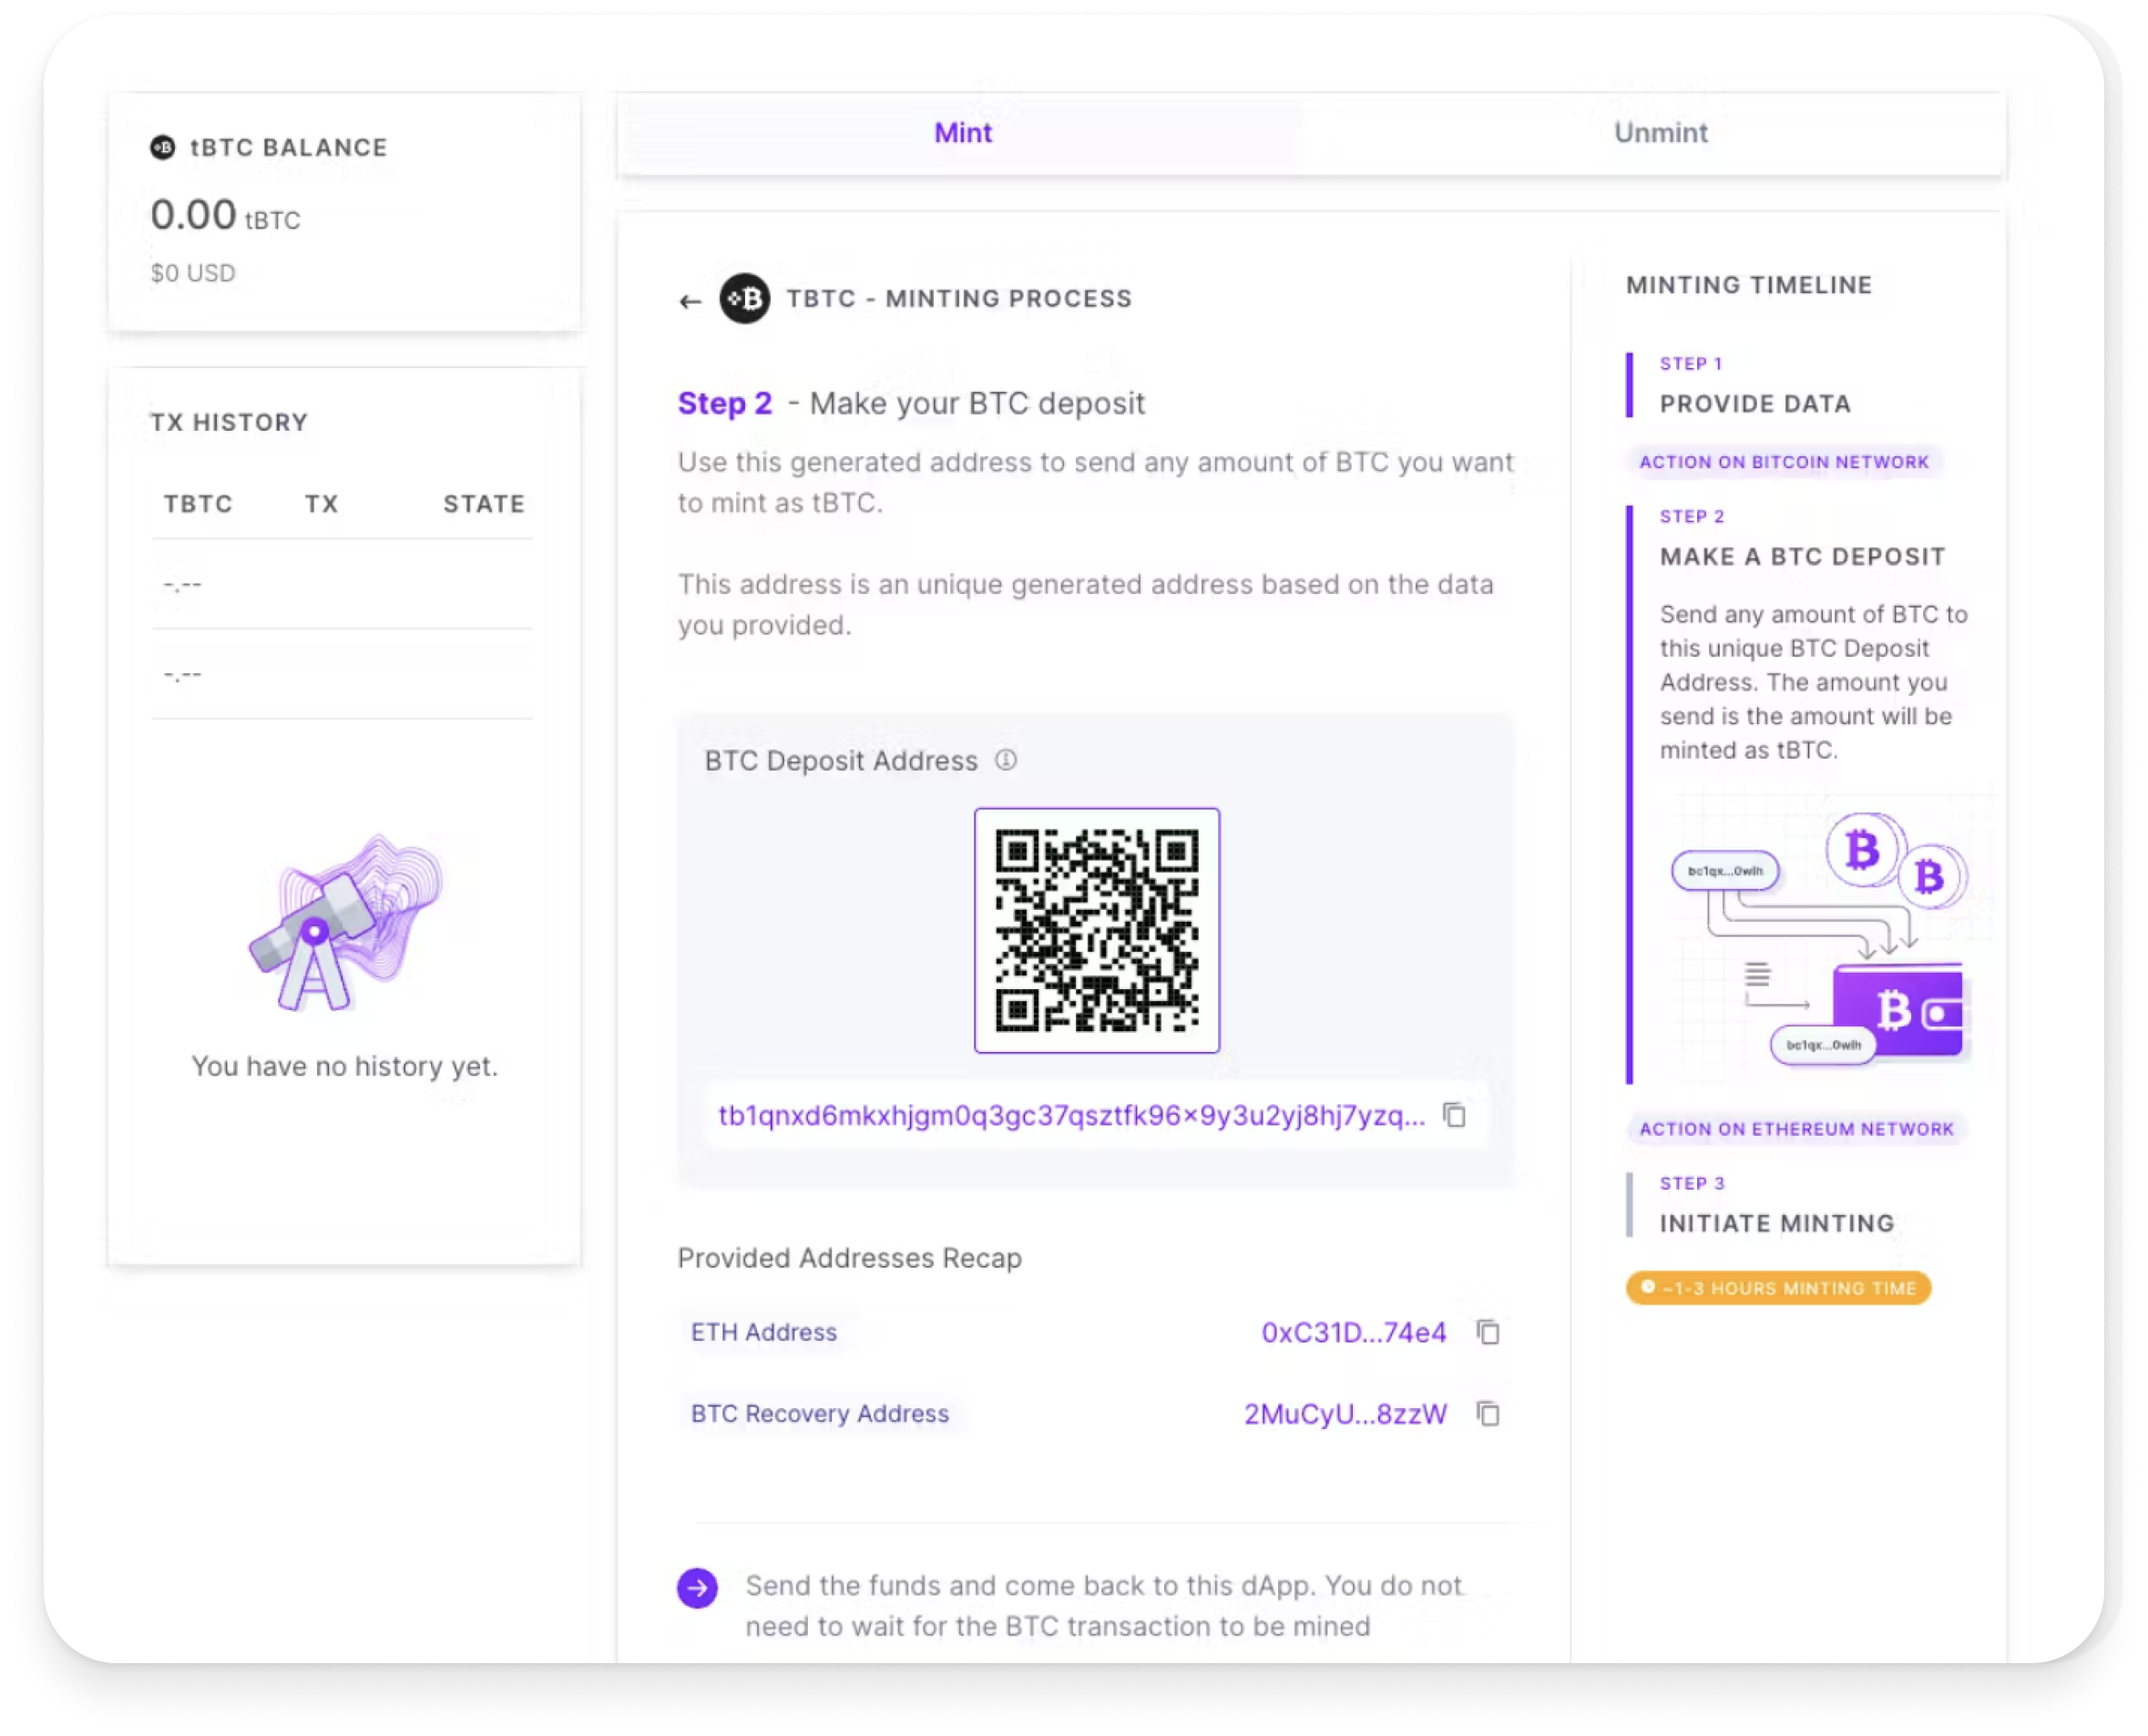 tBTC BALANCE
0.00 tBTC
$0 USD
TX HISTORY
TBTC TX STATE
-.--
-.--
You have no history yet.
Mint Unmint
TBTC - MINTING PROCESS
Step 2 - Make your BTC deposit
Use this generated address to send any amount of BTC you want
to mint as tBTC.
This address is an unique generated address based on the data
you provided.
BTC Deposit Address
tb1qnxd6mkxhjgm0q3gc37qsztfk96×9y3u2yj8hj7yzq...
Provided Addresses Recap
ETH Address 0xC31D...74e4
BTC Recovery Address 2MuCyU...8zzW
Send the funds and come back to this dApp. You do not
need to wait for the BTC transaction to be mined
MINTING TIMELINE
STEP 1
PROVIDE DATA
ACTION ON BITCOIN NETWORK
STEP 2
MAKE A BTC DEPOSIT
Send any amount of BTC to
this unique BTC Deposit
Address. The amount you
send is the amount will be
minted as tBTC.
bc1qx...0wlh
bc1qx...0wlh
ACTION ON ETHEREUM NETWORK
STEP 3
INITIATE MINTING
~1-3 HOURS MINTING TIME